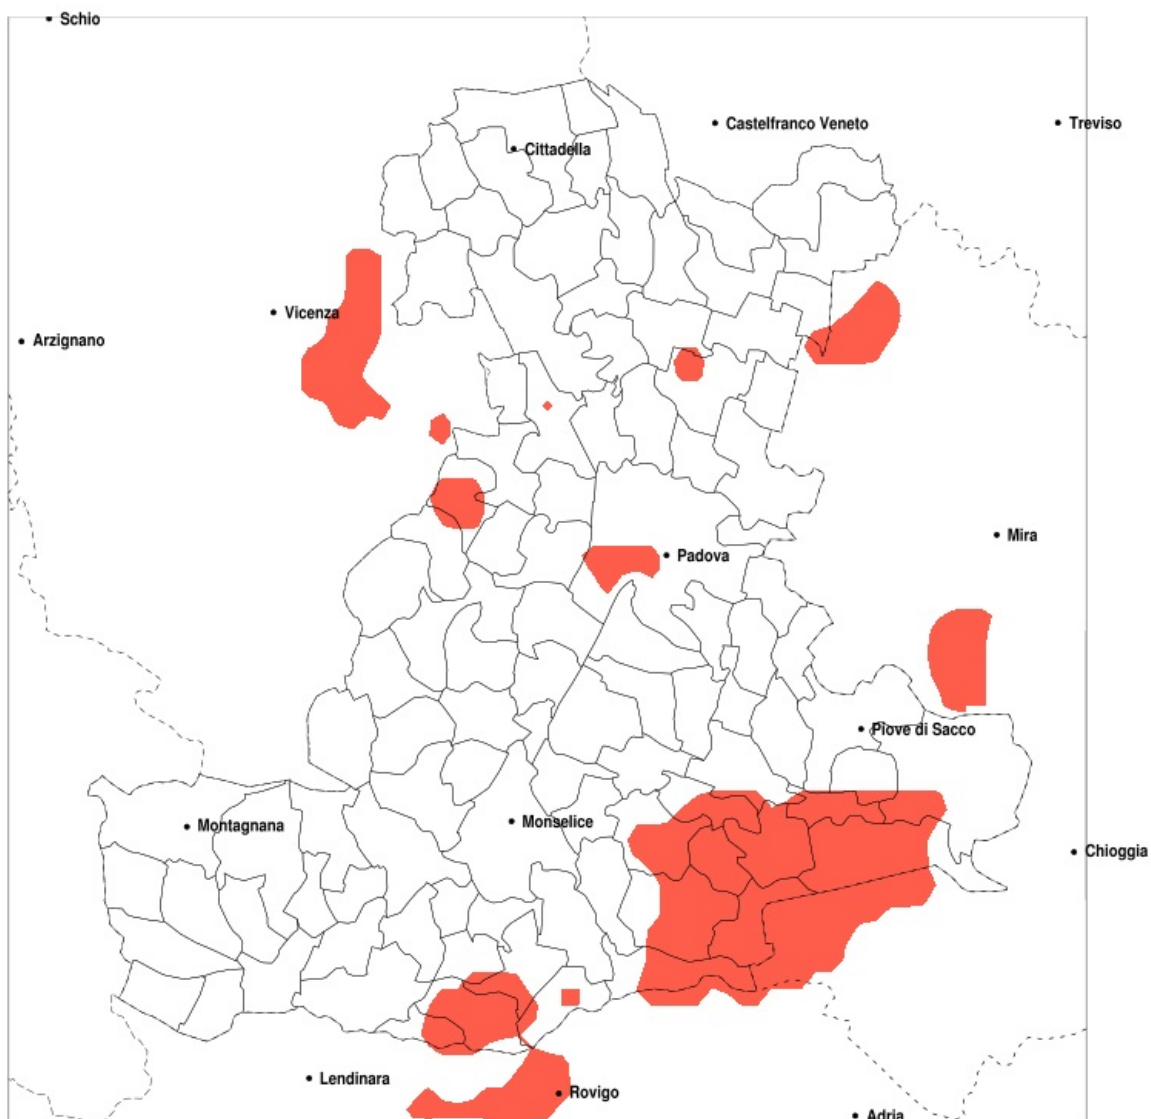 Schio
Castelfranco Veneto
Treviso
Cittadella
Vicenza
Arzignano
Mira
Padova
Piove di Sacco
Montagnana
Monselice
Chioggia
Lendinara
Rovigo
Adria